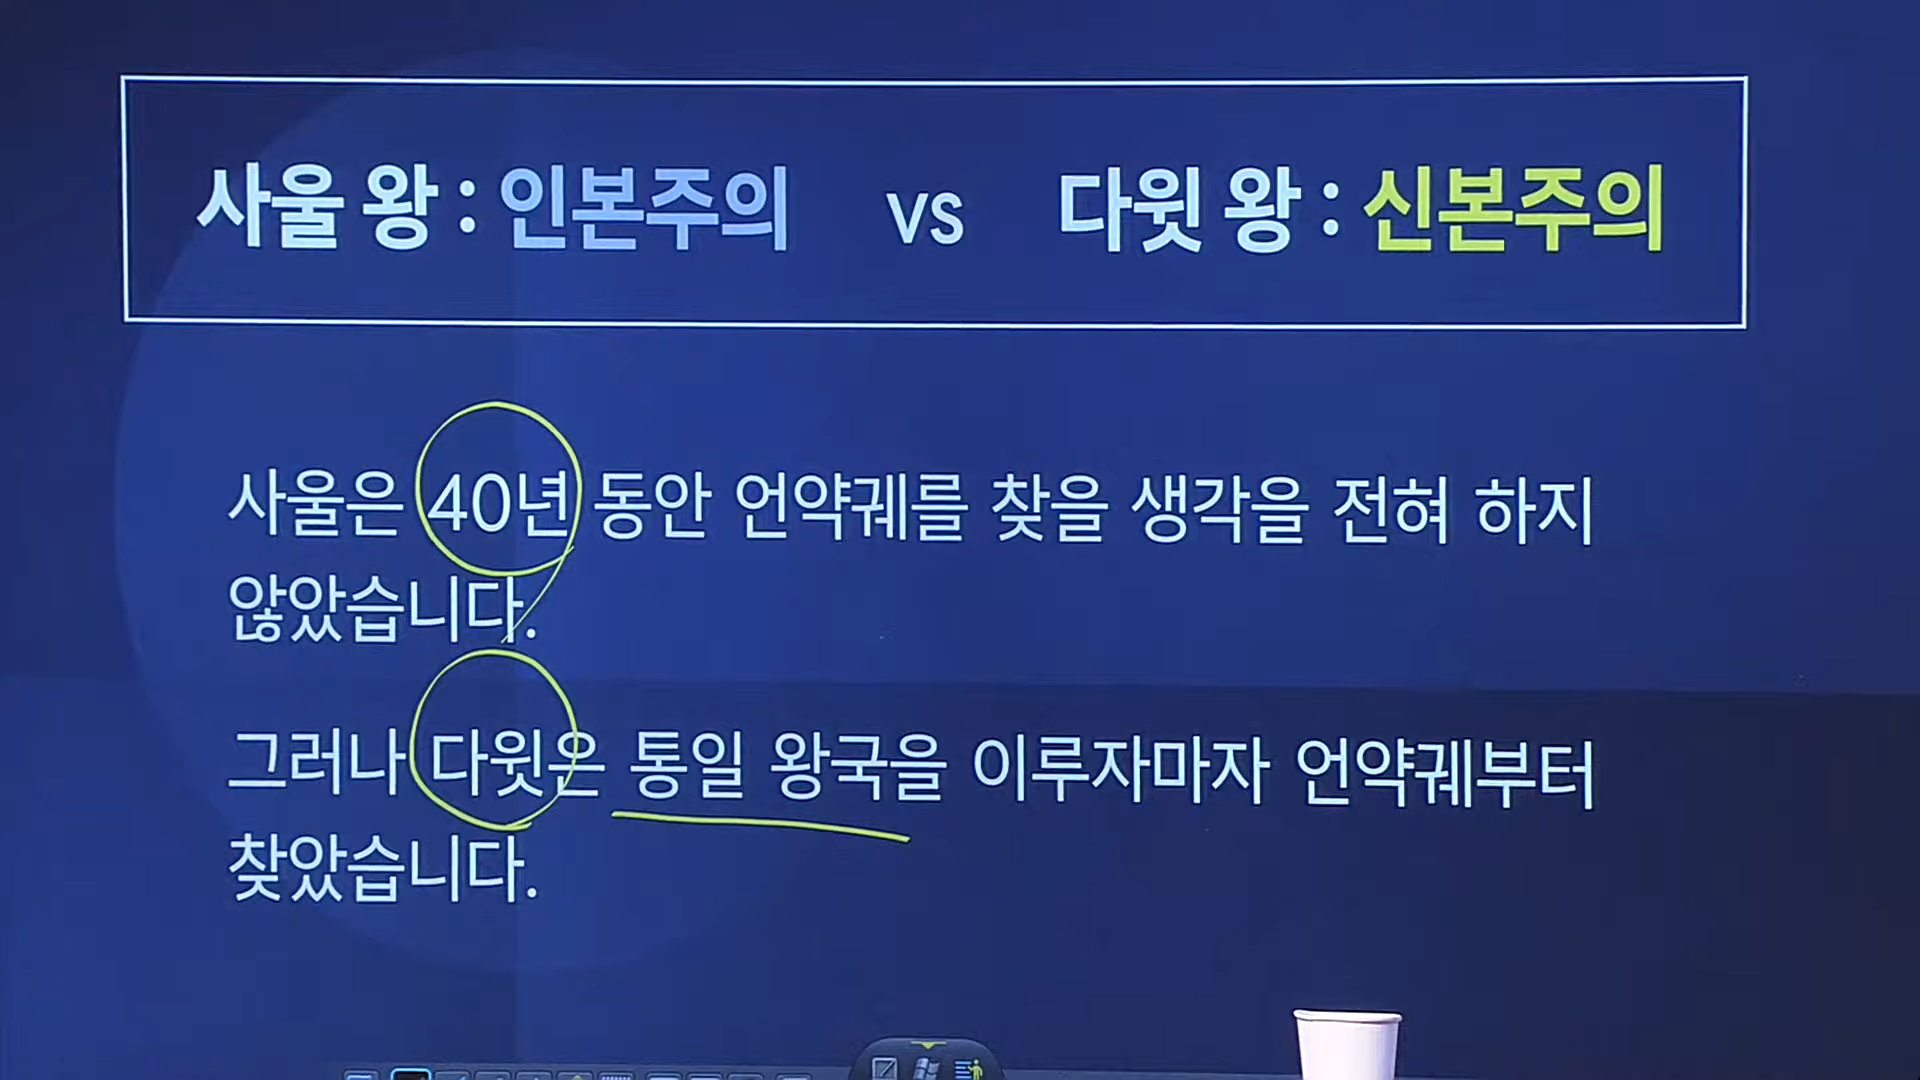 사울 왕 : 인본주의 vs 다윗 왕 : 신본주의
사울은 40년 동안 언약궤를 찾을 생각을 전혀 하지
않았습니다.
그러나 다윗은 통일 왕국을 이루자마자 언약궤부터
찾았습니다.